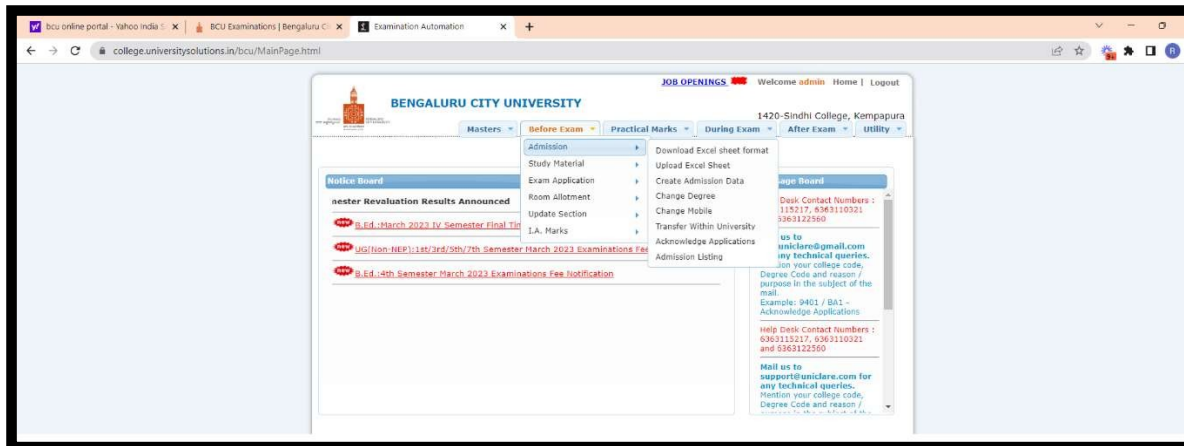 bcu online portal - Yahoo India S
BCU Examinations | Bengaluru Ci
Examination Automation
college.universitysolutions.in/bcu/MainPage.html
JOB OPENINGS Welcome admin Home | Logout
BENGALURU CITY UNIVERSITY
1420-Sindhi College, Kempapura
Masters Before Exam Practical Marks During Exam After Exam Utility
Admission
Study Material
Exam Application
Room Allotment
Update Section
I.A. Marks
Download Excel sheet format
Upload Excel Sheet
Create Admission Data
Change Degree
Change Mobile
Transfer Within University
Acknowledge Applications
Admission Listing
Notice Board
nester Revaluation Results Announced
new B.Ed.:March 2023 IV Semester Final Tim
new UG(Non-NEP):1st/3rd/5th/7th Semester March 2023 Examinations Fee
new B.Ed.:4th Semester March 2023 Examinations Fee Notification
sage Board
Desk Contact Numbers :
115217, 6363110321
6363122560
us to
uniclare@gmail.com
ny technical queries.
ion your college code,
Degree Code and reason /
purpose in the subject of the
mail.
Example: 9401 / BA1 -
Acknowledge Applications
Help Desk Contact Numbers :
6363115217, 6363110321
and 6363122560
Mail us to
support@uniclare.com for
any technical queries.
Mention your college code,
Degree Code and reason /